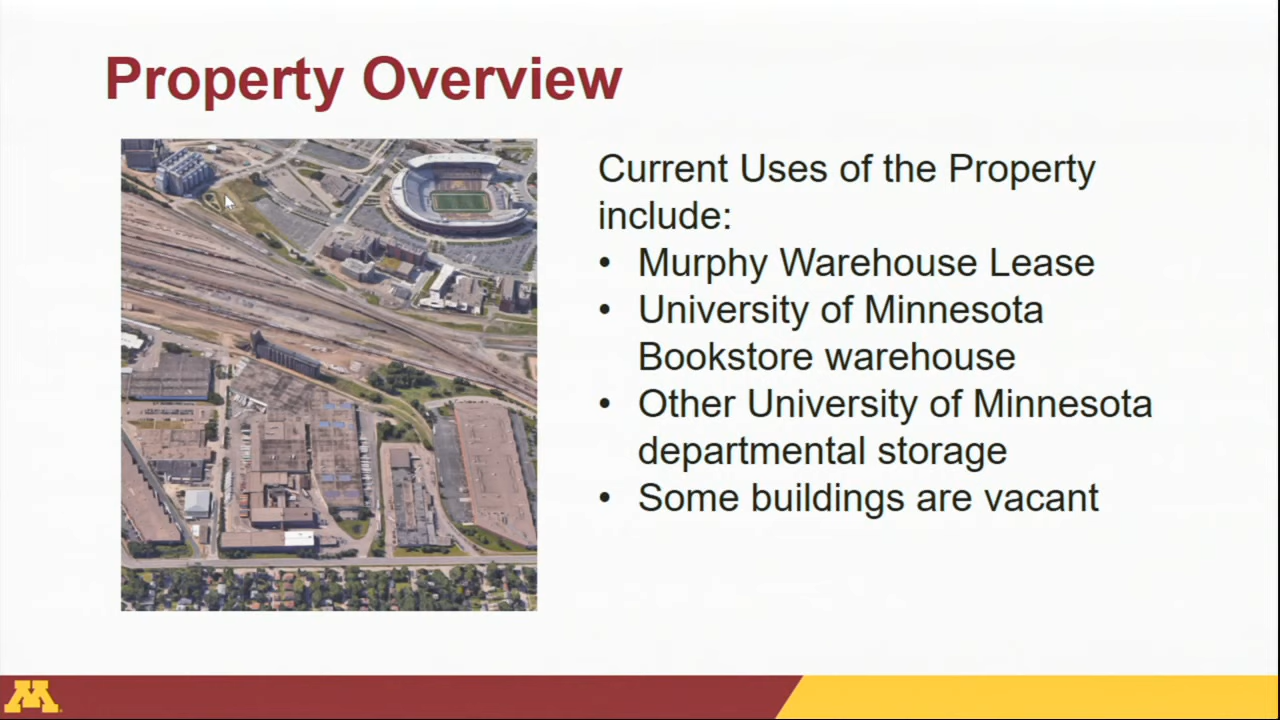 Property Overview
Current Uses of the Property
include:
• Murphy Warehouse Lease
• University of Minnesota
Bookstore warehouse
• Other University of Minnesota
departmental storage
• Some buildings are vacant
M